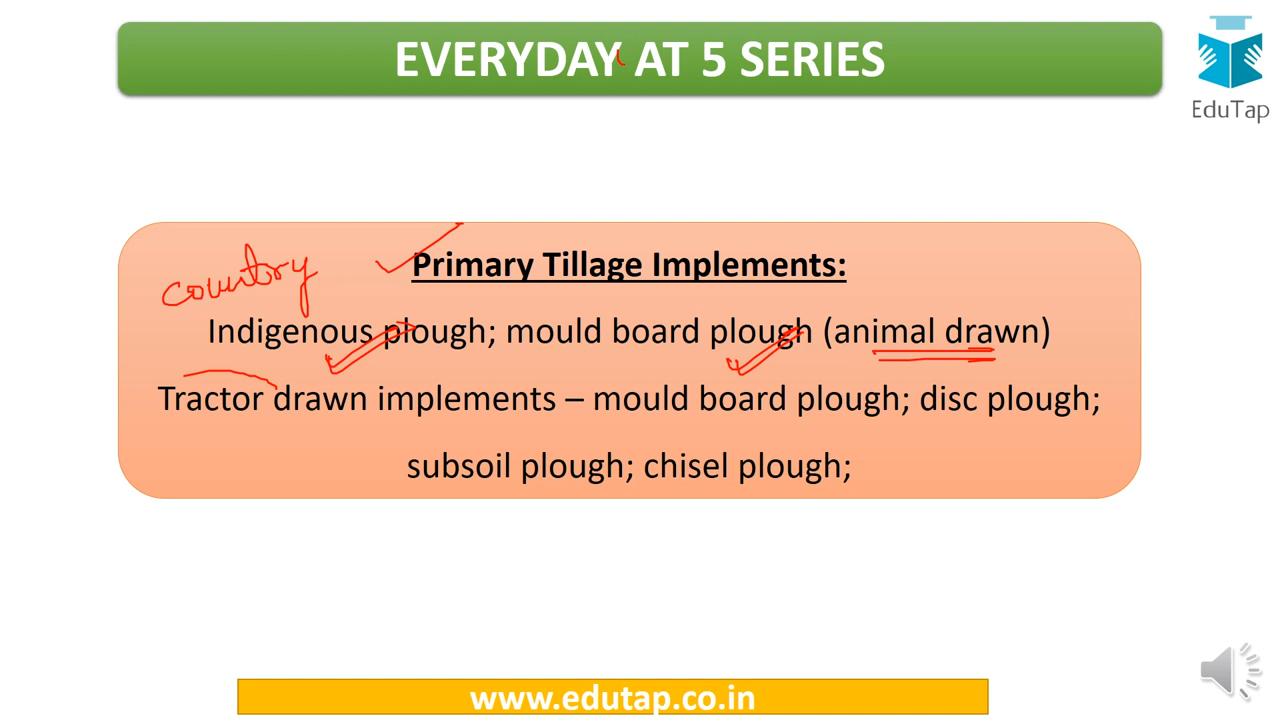 EVERYDAY AT 5 SERIES
EduTap
Primary Tillage Implements:
country
Indigenous plough; mould board plough (animal drawn)
Tractor drawn implements – mould board plough; disc plough;
subsoil plough; chisel plough;
www.edutap.co.in